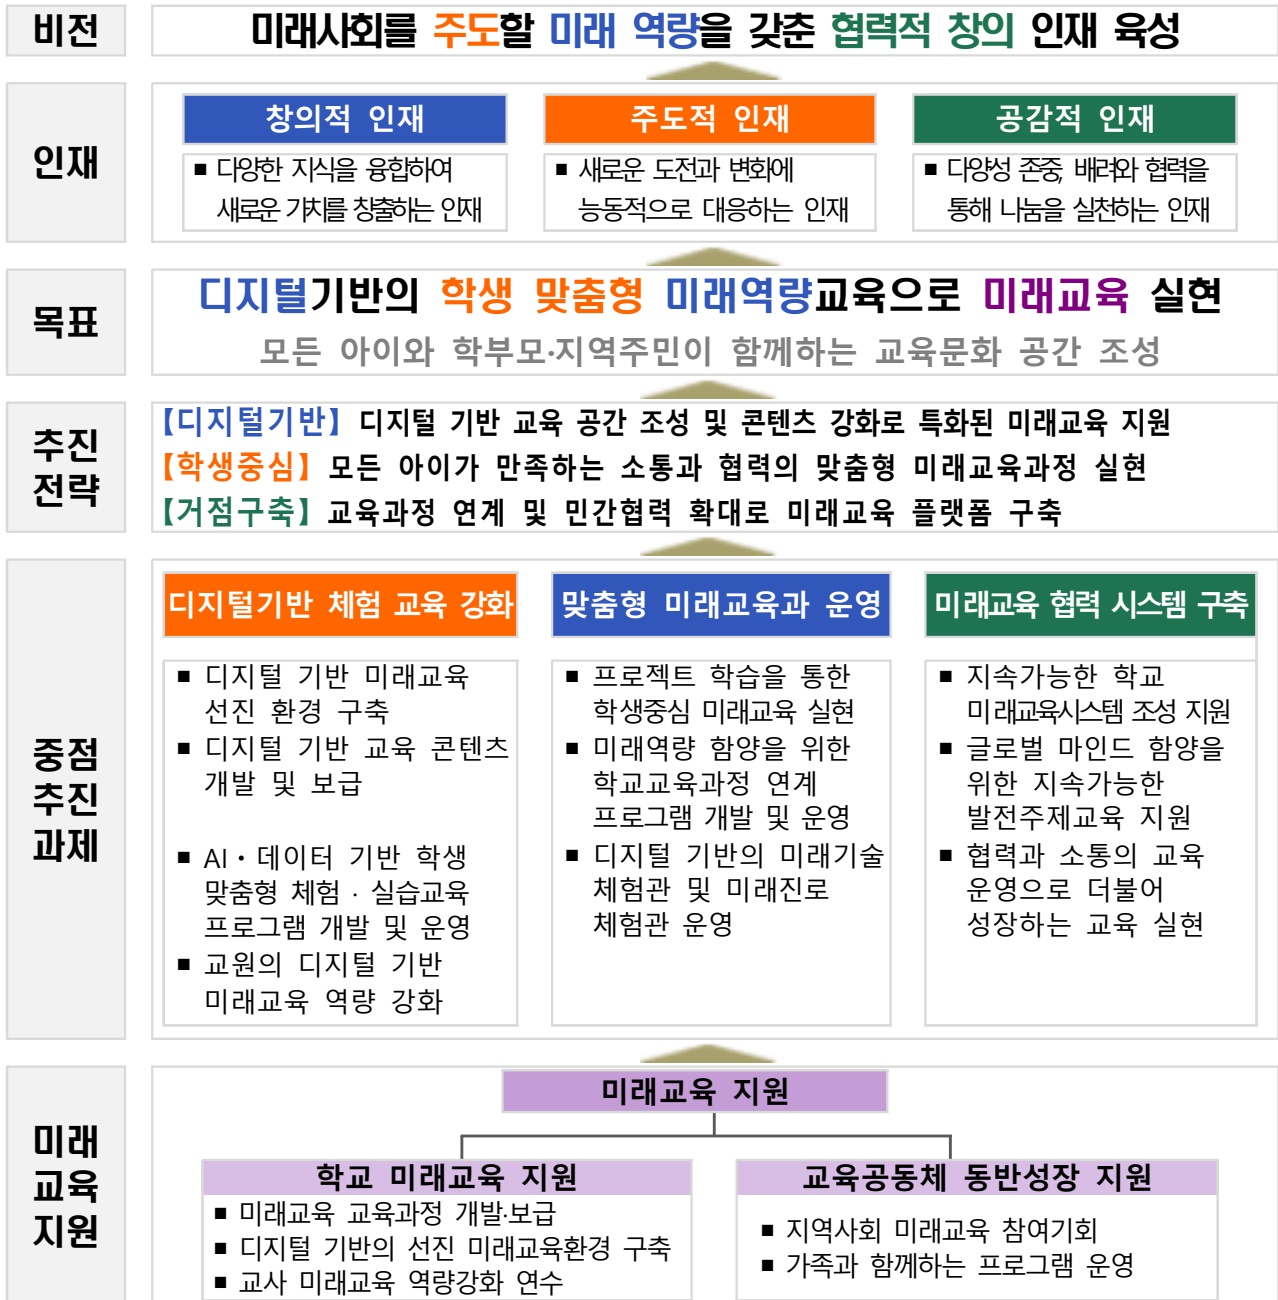 비전
미래사회를 주도할 미래 역량을 갖춘 협력적 창의 인재 육성
인재
창의적 인재
■ 다양한 지식을 융합하여
새로운 가치를 창출하는 인재
주도적 인재
■ 새로운 도전과 변화에
능동적으로 대응하는 인재
공감적 인재
■ 다양성 존중, 배려와 협력을
통해 나눔을 실천하는 인재
목표
디지털기반의 학생 맞춤형 미래역량교육으로 미래교육 실현
모든 아이와 학부모·지역주민이 함께하는 교육문화 공간 조성
추진
전략
【디지털기반】 디지털 기반 교육 공간 조성 및 콘텐츠 강화로 특화된 미래교육 지원
【학생중심】 모든 아이가 만족하는 소통과 협력의 맞춤형 미래교육과정 실현
【거점구축】 교육과정 연계 및 민간협력 확대로 미래교육 플랫폼 구축
중점
추진
과제
디지털기반 체험 교육 강화
■ 디지털 기반 미래교육
선진 환경 구축
■ 디지털 기반 교육 콘텐츠
개발 및 보급
■ AI·데이터 기반 학생
맞춤형 체험·실습교육
프로그램 개발 및 운영
■ 교원의 디지털 기반
미래교육 역량 강화
맞춤형 미래교육과 운영
■ 프로젝트 학습을 통한
학생중심 미래교육 실현
■ 미래역량 함양을 위한
학교교육과정 연계
프로그램 개발 및 운영
■ 디지털 기반의 미래기술
체험관 및 미래진로
체험관 운영
미래교육 협력 시스템 구축
■ 지속가능한 학교
미래교육시스템 조성 지원
■ 글로벌 마인드 함양을
위한 지속가능한
발전주제교육 지원
■ 협력과 소통의 교육
운영으로 더불어
성장하는 교육 실현
미래
교육
지원
미래교육 지원
학교 미래교육 지원
■ 미래교육 교육과정 개발·보급
■ 디지털 기반의 선진 미래교육환경 구축
■ 교사 미래교육 역량강화 연수
교육공동체 동반성장 지원
■ 지역사회 미래교육 참여기회
■ 가족과 함께하는 프로그램 운영